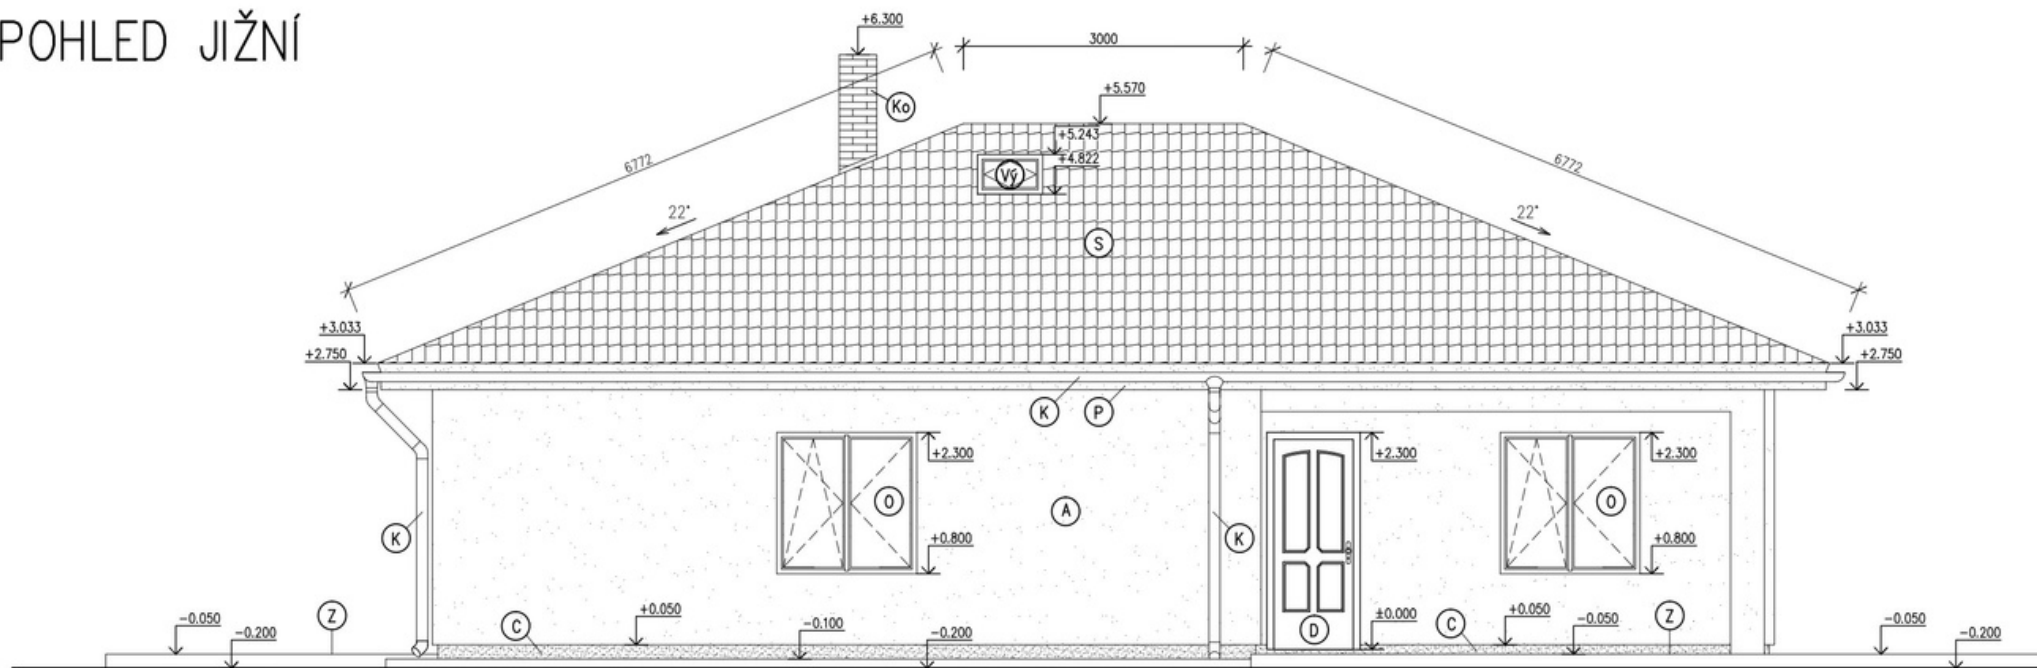 POHLED JIŽNÍ
+6.300
3000
Ko
+5.570
+5.243
+4.822
Vý
6772
6772
22°
22°
S
+3.033
+2.750
+3.033
+2.750
K
P
+2.300
+2.300
+2.300
O
A
O
K
K
+0.800
+0.800
-0.050
-0.200
Z
C
+0.050
-0.100
-0.200
D
±0.000
C
+0.050
-0.050
Z
-0.050
-0.200